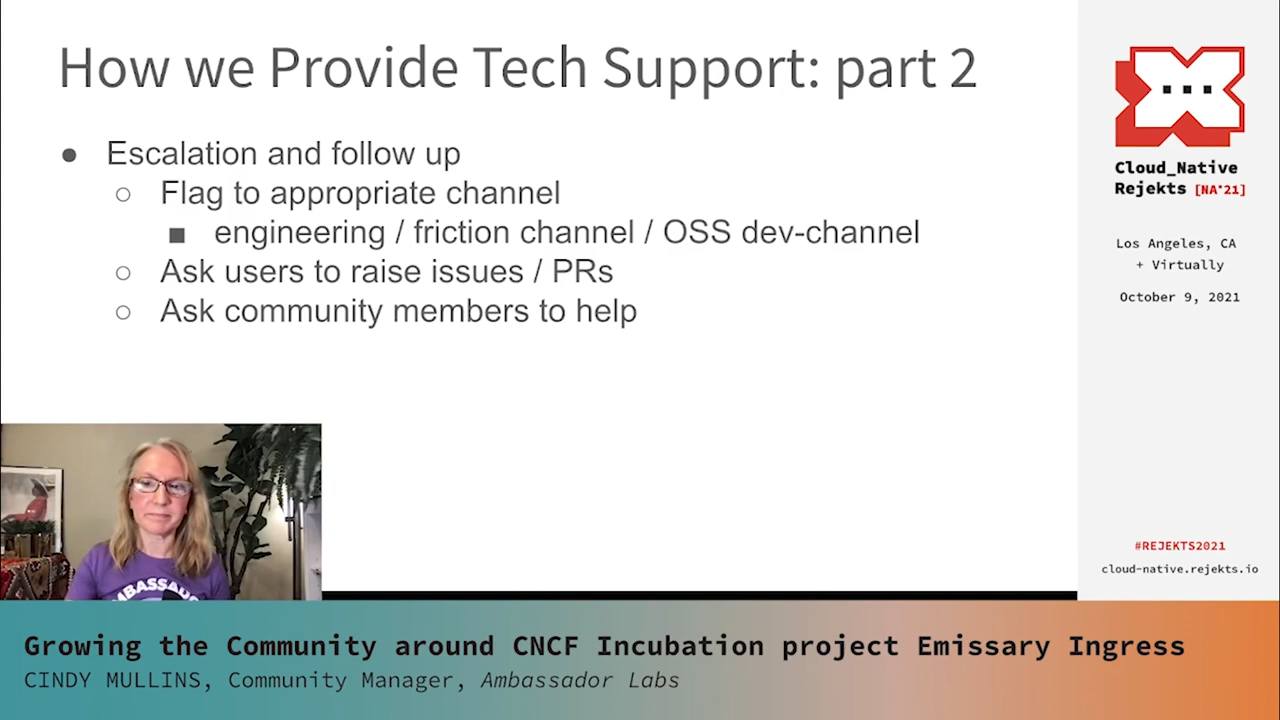 How we Provide Tech Support: part 2
● Escalation and follow up
○ Flag to appropriate channel
■ engineering / friction channel / OSS dev-channel
○ Ask users to raise issues / PRs
○ Ask community members to help
Cloud_Native
Rejekts [NA'21]
Los Angeles, CA
+ Virtually
October 9, 2021
#REJEKTS2021
cloud-native.rejekts.io
Growing the Community around CNCF Incubation project Emissary Ingress
CINDY MULLINS, Community Manager, Ambassador Labs